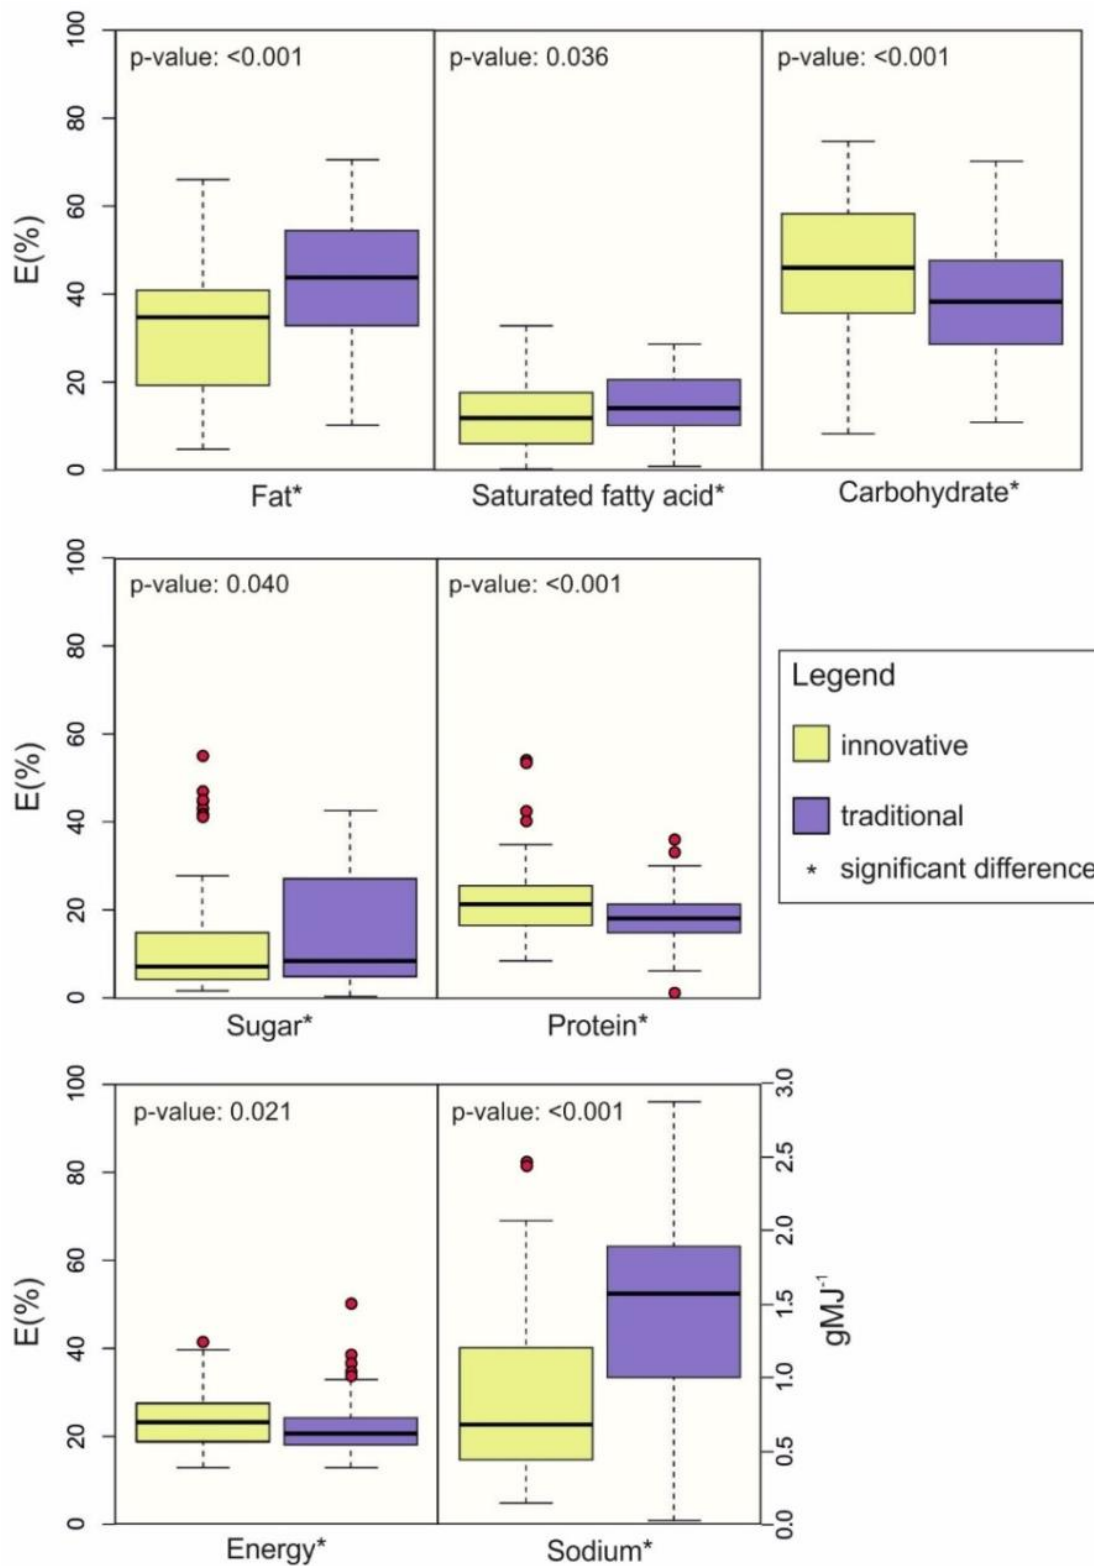 p-value: <0.001
p-value: 0.036
p-value: <0.001
E(%)
100
80
60
40
20
0
Fat*
Saturated fatty acid*
Carbohydrate*
p-value: 0.040
p-value: <0.001
E(%)
100
80
60
40
20
0
Sugar*
Protein*
Legend
innovative
traditional
* significant difference
p-value: 0.021
p-value: <0.001
E(%)
100
80
60
40
20
0
3.0
2.5
2.0
1.5
1.0
0.5
0.0
gMJ⁻¹
Energy*
Sodium*